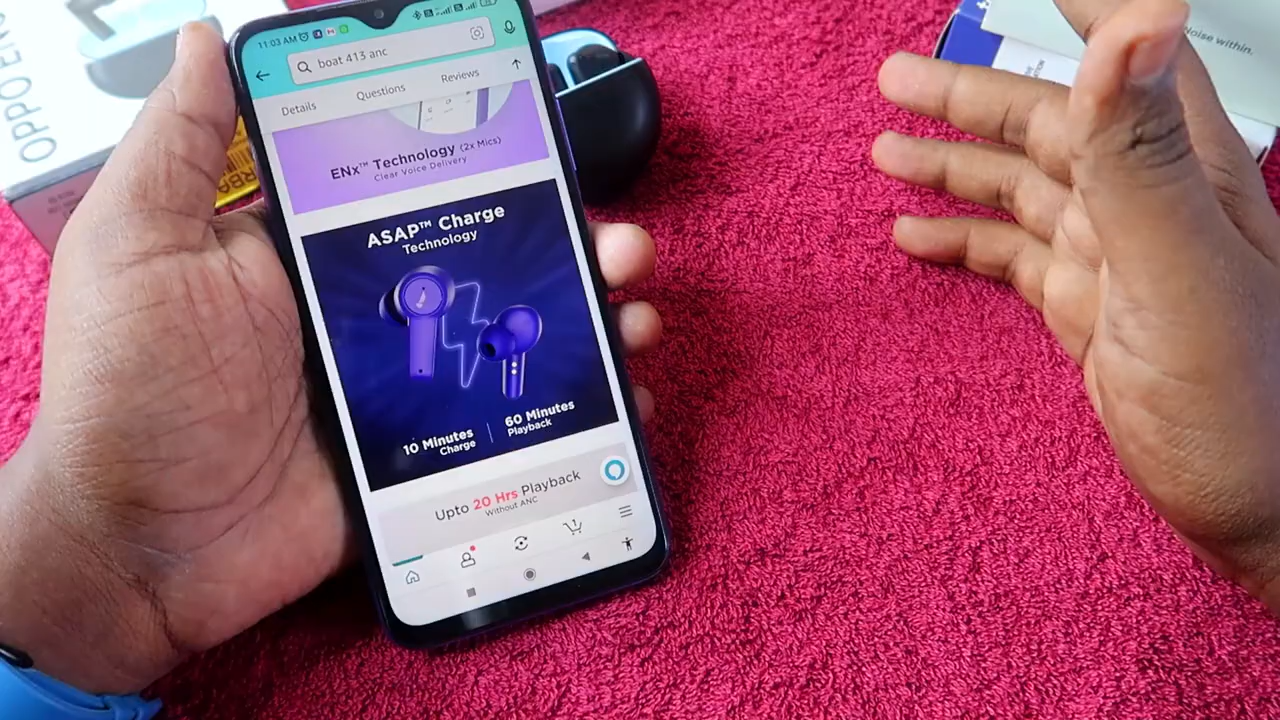 11:03 AM
boat 413 anc
Details
Questions
Reviews
ENx™ Technology (2x Mics)
Clear Voice Delivery
ASAP™ Charge
Technology
10 Minutes
Charge
60 Minutes
Playback
Upto 20 Hrs Playback
Without ANC
OPPO EN
Noise within.